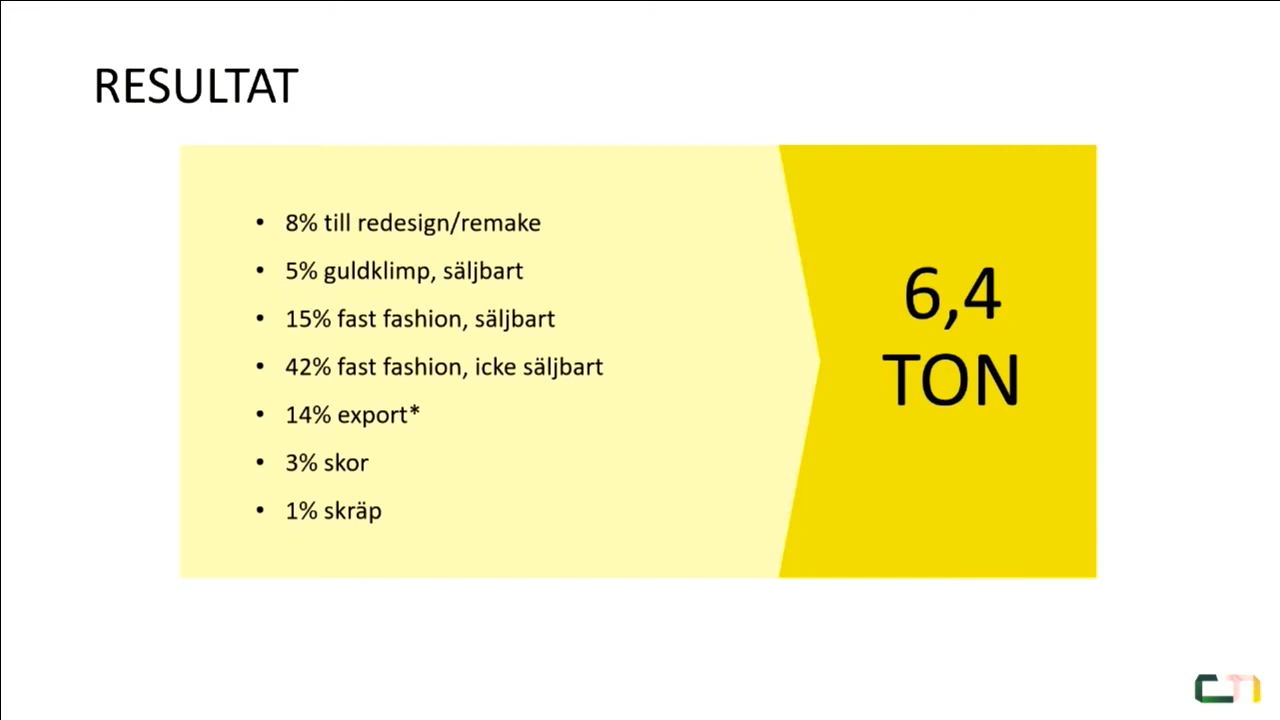 RESULTAT
• 8% till redesign/remake
• 5% guldklimp, säljbart
• 15% fast fashion, säljbart
• 42% fast fashion, icke säljbart
• 14% export*
• 3% skor
• 1% skräp
6,4
TON